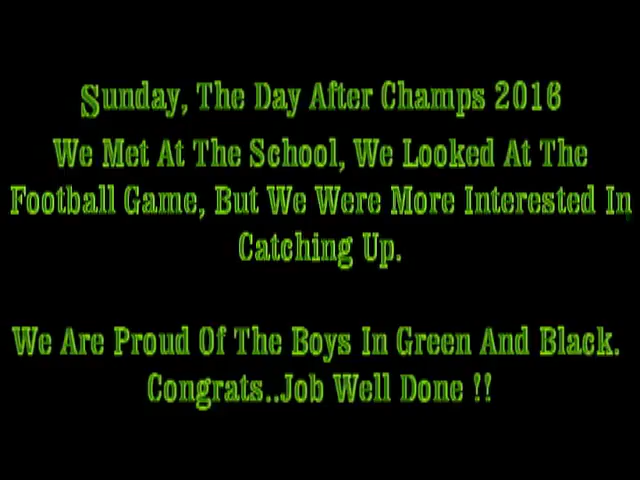 Sunday, The Day After Champs 2016
We Met At The School, We Looked At The
Football Game, But We Were More Interested In
Catching Up.
We Are Proud Of The Boys In Green And Black.
Congrats..Job Well Done !!